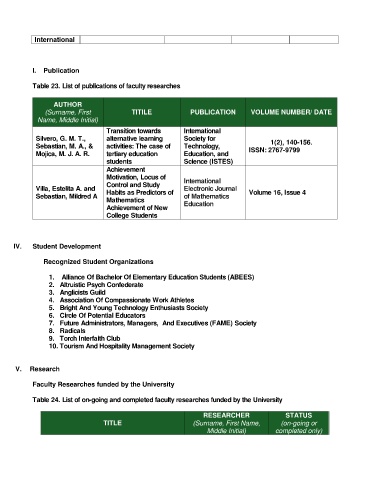 International
I. Publication
Table 23. List of publications of faculty researches
AUTHOR
(Surname, First
Name, Middle Initial)
TITILE
PUBLICATION
VOLUME NUMBER/ DATE
Silvero, G. M. T.,
Sebastian, M. A., &
Mojica, M. J. A. R.
Transition towards
alternative learning
activities: The case of
tertiary education
students
International
Society for
Technology,
Education, and
Science (ISTES)
1(2), 140-156.
ISSN: 2767-9799
Villa, Estelita A. and
Sebastian, Mildred A
Achievement
Motivation, Locus of
Control and Study
Habits as Predictors of
Mathematics
Achievement of New
College Students
International
Electronic Journal
of Mathematics
Education
Volume 16, Issue 4
IV. Student Development
Recognized Student Organizations
1. Alliance Of Bachelor Of Elementary Education Students (ABEES)
2. Altruistic Psych Confederate
3. Anglicists Guild
4. Association Of Compassionate Work Athletes
5. Bright And Young Technology Enthusiasts Society
6. Circle Of Potential Educators
7. Future Administrators, Managers, And Executives (FAME) Society
8. Radicals
9. Torch Interfaith Club
10. Tourism And Hospitality Management Society
V. Research
Faculty Researches funded by the University
Table 24. List of on-going and completed faculty researches funded by the University
TITLE
RESEARCHER
(Surname, First Name,
Middle Initial)
STATUS
(on-going or
completed only)